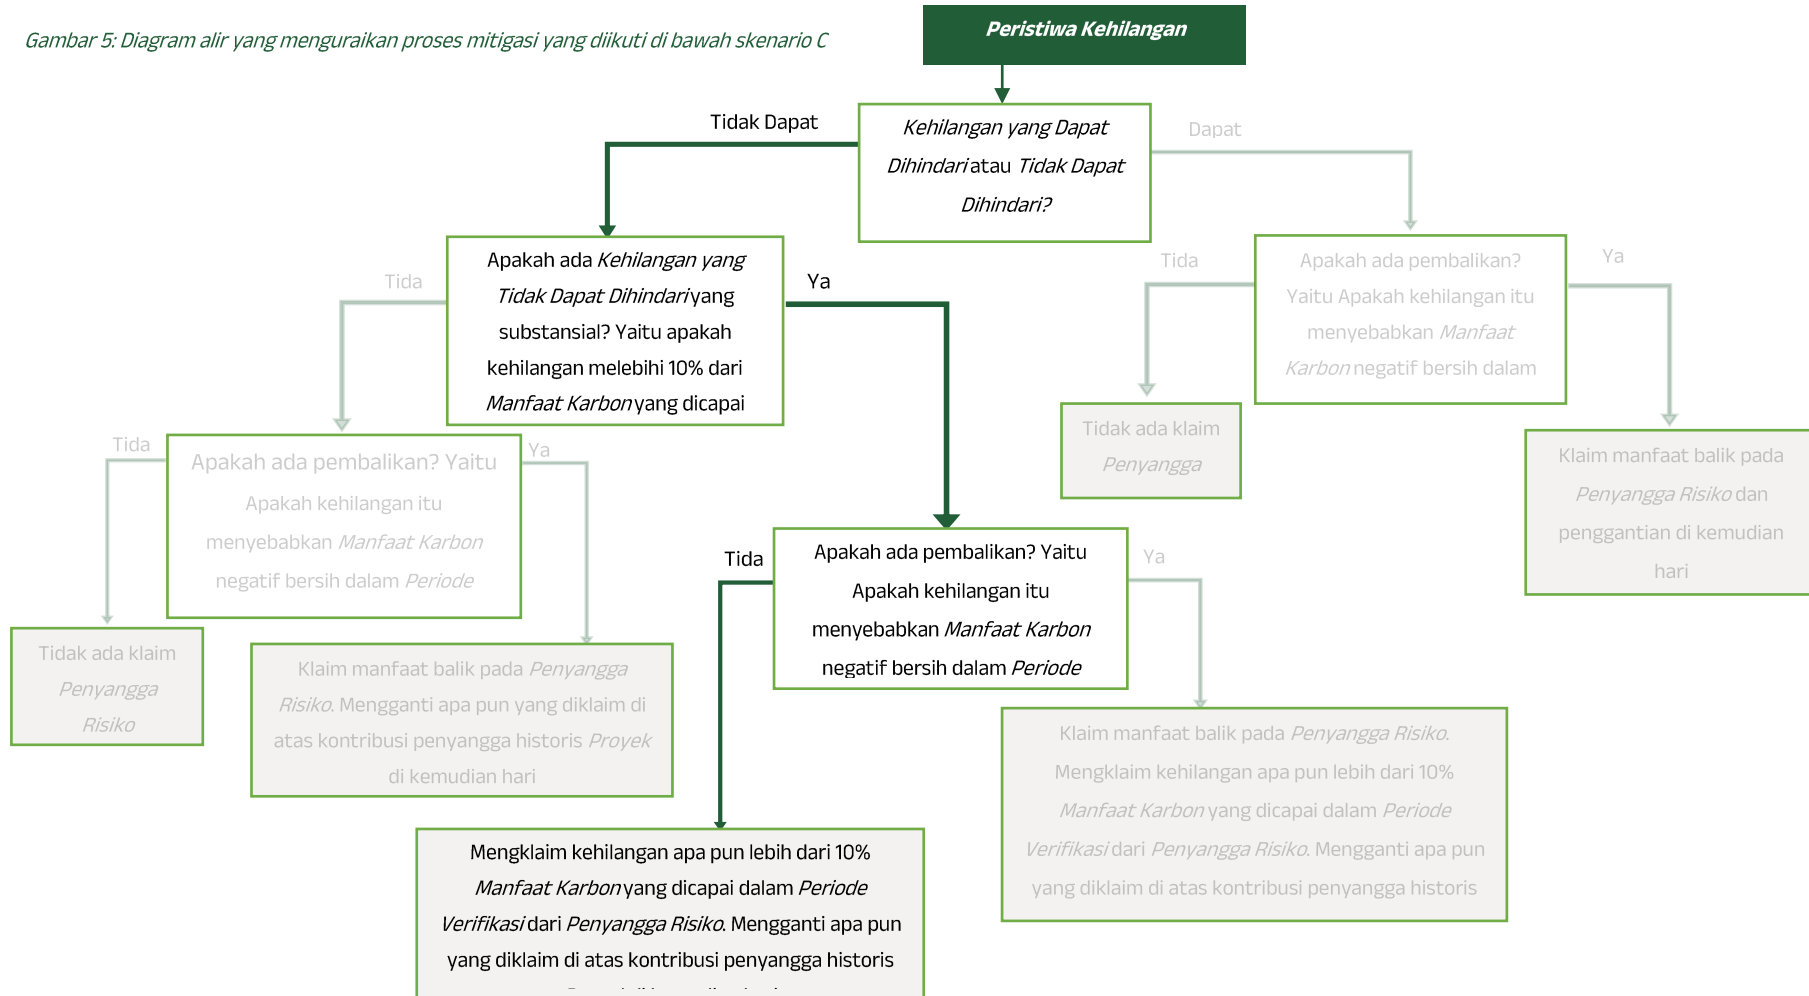 Gambar 5: Diagram alir yang menguraikan proses mitigasi yang diikuti di bawah skenario C
Peristiwa Kehilangan
Tidak Dapat
Kehilangan yang Dapat
Dihindari atau Tidak Dapat
Dihindari?
Dapat
Tida
Apakah ada Kehilangan yang
Tidak Dapat Dihindari yang
substansial? Yaitu apakah
kehilangan melebihi 10% dari
Manfaat Karbon yang dicapai
Ya
Tida
Apakah ada pembalikan?
Yaitu Apakah kehilangan itu
menyebabkan Manfaat
Karbon negatif bersih dalam
Ya
Tidak ada klaim
Penyangga
Klaim manfaat balik pada
Penyangga Risiko dan
penggantian di kemudian
hari
Tida
Apakah ada pembalikan? Yaitu
Apakah kehilangan itu
menyebabkan Manfaat Karbon
negatif bersih dalam Periode
Ya
Tida
Apakah ada pembalikan? Yaitu
Apakah kehilangan itu
menyebabkan Manfaat Karbon
negatif bersih dalam Periode
Ya
Tidak ada klaim
Penyangga
Risiko
Klaim manfaat balik pada Penyangga
Risiko. Mengganti apa pun yang diklaim di
atas kontribusi penyangga historis Proyek
di kemudian hari
Klaim manfaat balik pada Penyangga Risiko.
Mengklaim kehilangan apa pun lebih dari 10%
Manfaat Karbon yang dicapai dalam Periode
Verifikasi dari Penyangga Risiko. Mengganti apa pun
yang diklaim di atas kontribusi penyangga historis
Mengklaim kehilangan apa pun lebih dari 10%
Manfaat Karbon yang dicapai dalam Periode
Verifikasi dari Penyangga Risiko. Mengganti apa pun
yang diklaim di atas kontribusi penyangga historis